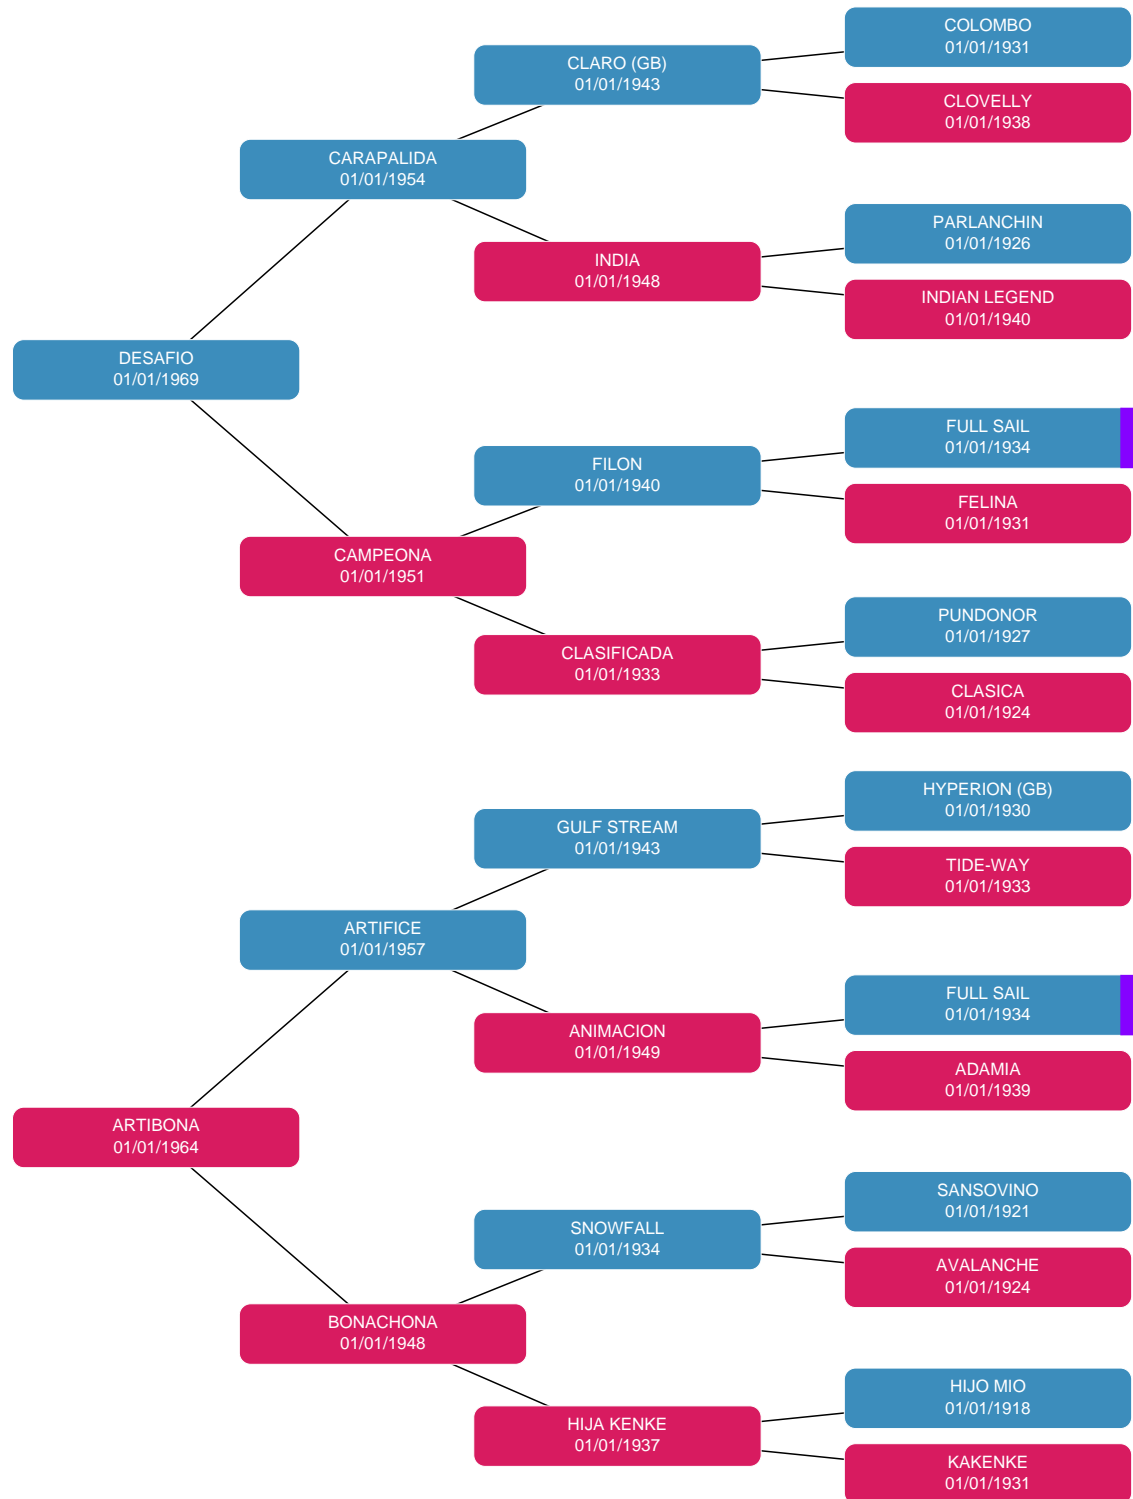 COLOMBO
01/01/1931
CLARO (GB)
01/01/1943
CLOVELLY
01/01/1938
CARAPALIDA
01/01/1954
PARLANCHIN
01/01/1926
INDIA
01/01/1948
INDIAN LEGEND
01/01/1940
DESAFIO
01/01/1969
FULL SAIL
01/01/1934
FILON
01/01/1940
FELINA
01/01/1931
CAMPEONA
01/01/1951
PUNDONOR
01/01/1927
CLASIFICADA
01/01/1933
CLASICA
01/01/1924
HYPERION (GB)
01/01/1930
GULF STREAM
01/01/1943
TIDE-WAY
01/01/1933
ARTIFICE
01/01/1957
FULL SAIL
01/01/1934
ANIMACION
01/01/1949
ADAMIA
01/01/1939
ARTIBONA
01/01/1964
SANSOVINO
01/01/1921
SNOWFALL
01/01/1934
AVALANCHE
01/01/1924
BONACHONA
01/01/1948
HIJO MIO
01/01/1918
HIJA KENKE
01/01/1937
KAKENKE
01/01/1931